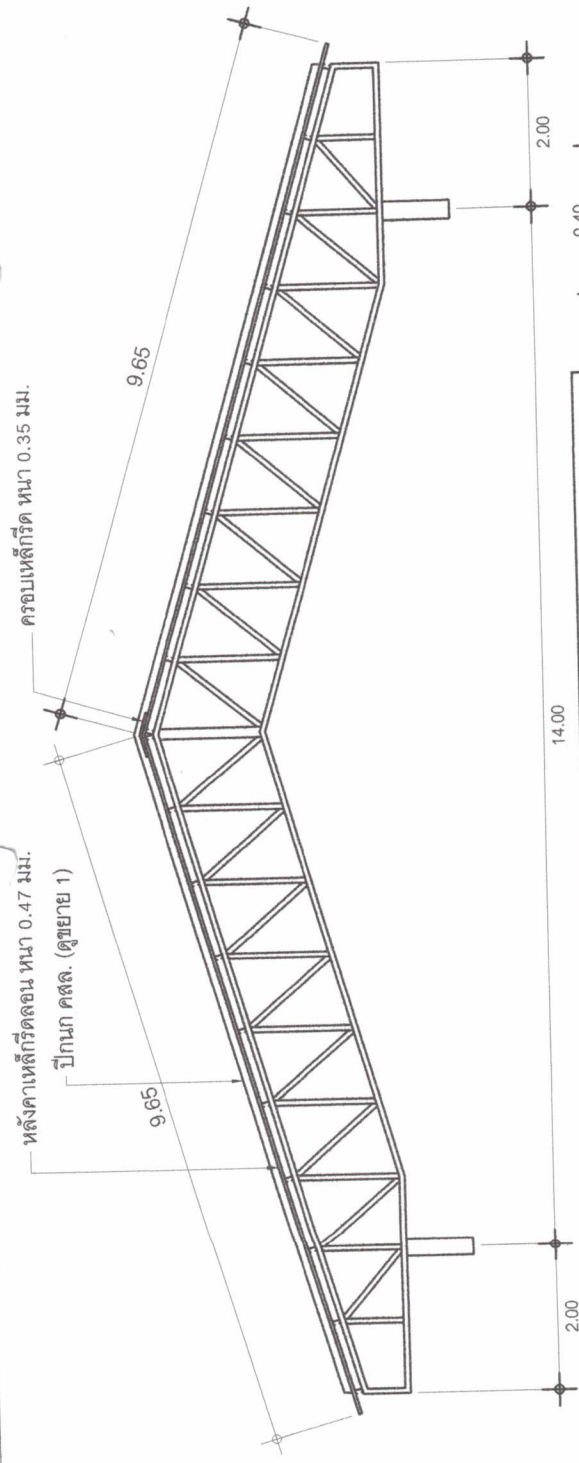 หลังคาเหล็กรีดลอน หนา 0.47 มม.
ปีกนก คสล. (ดูขยาย 1)
ครอบเหล็กรีด หนา 0.35 มม.
9.65
9.65
2.00
14.00
2.00
0.40